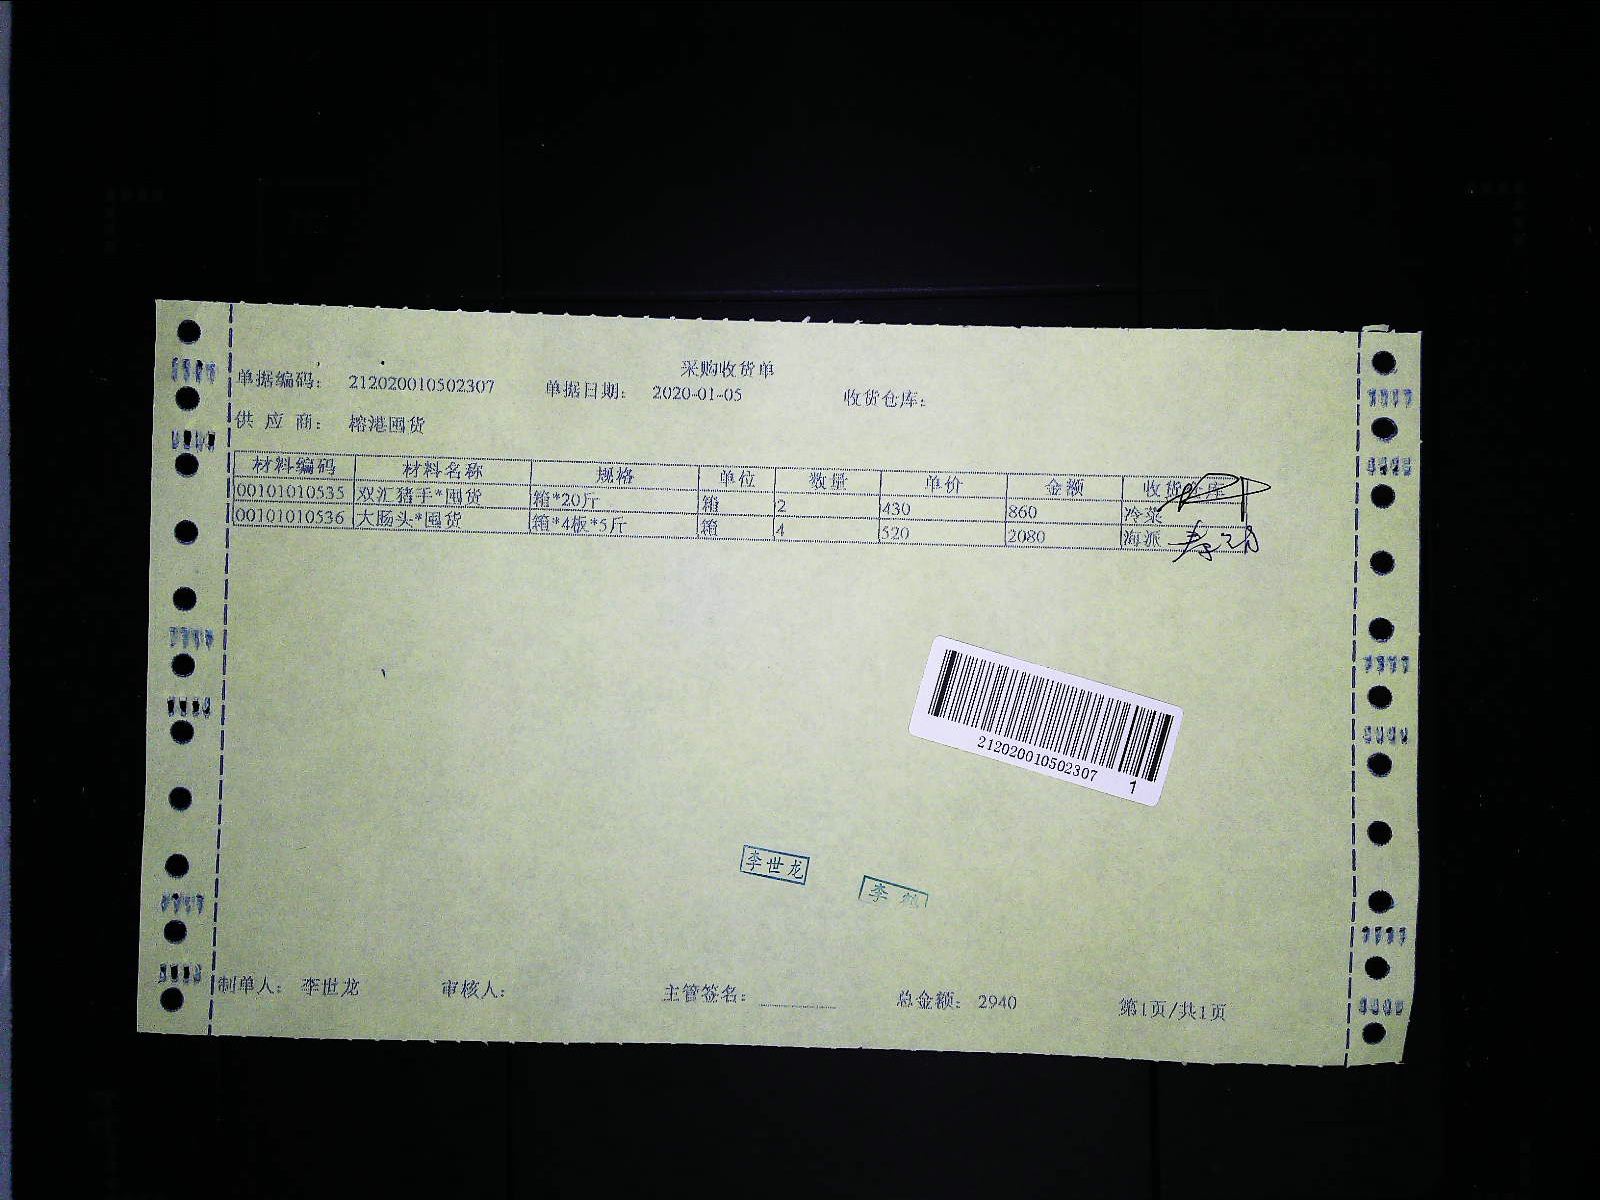 采购收货单
单据编码： 212020010502307 单据日期： 2020-01-05 收货仓库：
供 应 商： 榕港囤货
材料编码 材料名称 规格 单位 数量 单价 金额 收货仓库
00101010535 双汇猪手*囤货 箱*20斤 箱 2 430 860 冷菜
00101010536 大肠头*囤货 箱*4板*5斤 箱 4 520 2080 海派
212020010502307
1
李世龙
李
制单人： 李世龙 审核人： 主管签名： 总金额： 2940 第1页/共1页